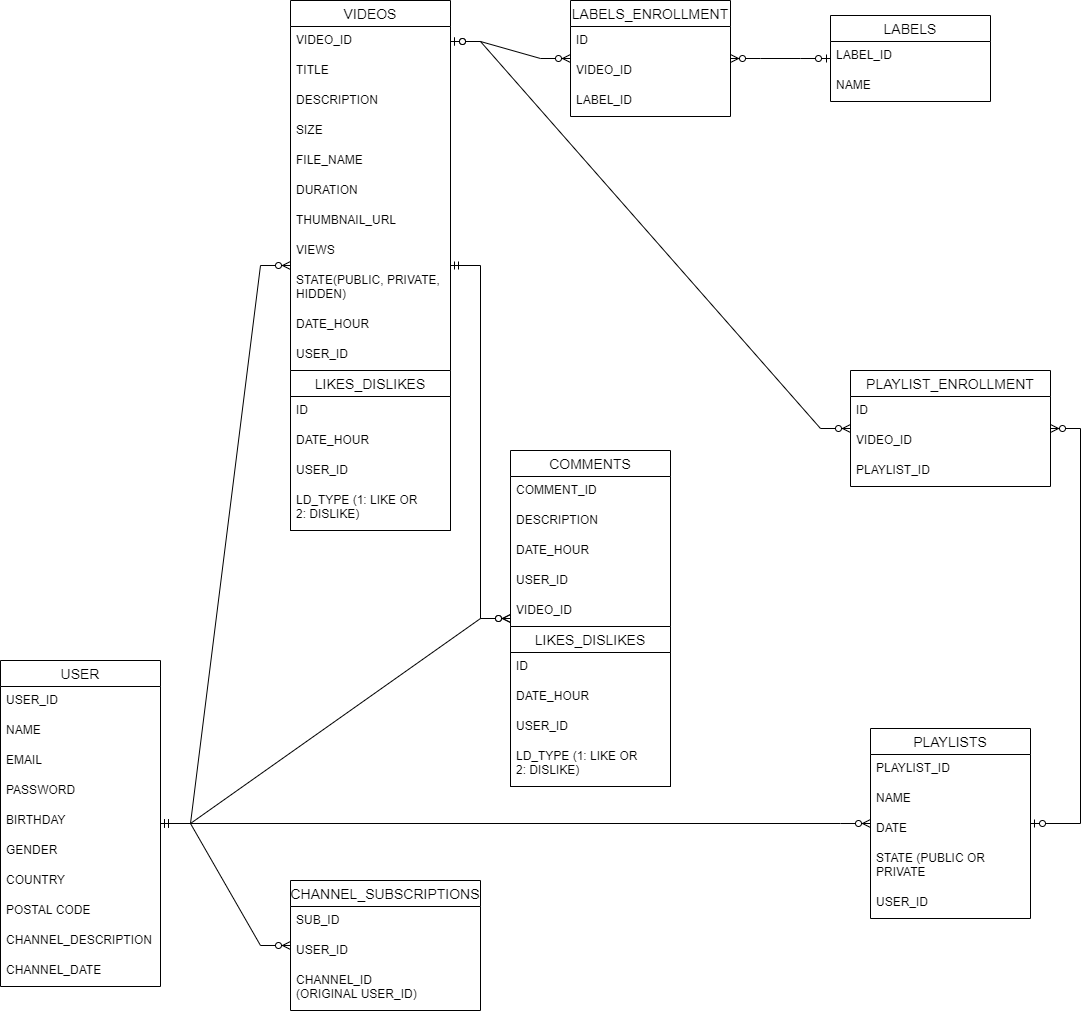 VIDEOS
VIDEO_ID
TITLE
DESCRIPTION
SIZE
FILE_NAME
DURATION
THUMBNAIL_URL
VIEWS
STATE(PUBLIC, PRIVATE,
HIDDEN)
DATE_HOUR
USER_ID
LIKES_DISLIKES
ID
DATE_HOUR
USER_ID
LD_TYPE (1: LIKE OR
2: DISLIKE)
LABELS_ENROLLMENT
ID
VIDEO_ID
LABEL_ID
LABELS
LABEL_ID
NAME
PLAYLIST_ENROLLMENT
ID
VIDEO_ID
PLAYLIST_ID
COMMENTS
COMMENT_ID
DESCRIPTION
DATE_HOUR
USER_ID
VIDEO_ID
LIKES_DISLIKES
ID
DATE_HOUR
USER_ID
LD_TYPE (1: LIKE OR
2: DISLIKE)
USER
USER_ID
NAME
EMAIL
PASSWORD
BIRTHDAY
GENDER
COUNTRY
POSTAL CODE
CHANNEL_DESCRIPTION
CHANNEL_DATE
PLAYLISTS
PLAYLIST_ID
NAME
DATE
STATE (PUBLIC OR
PRIVATE
USER_ID
CHANNEL_SUBSCRIPTIONS
SUB_ID
USER_ID
CHANNEL_ID
(ORIGINAL USER_ID)